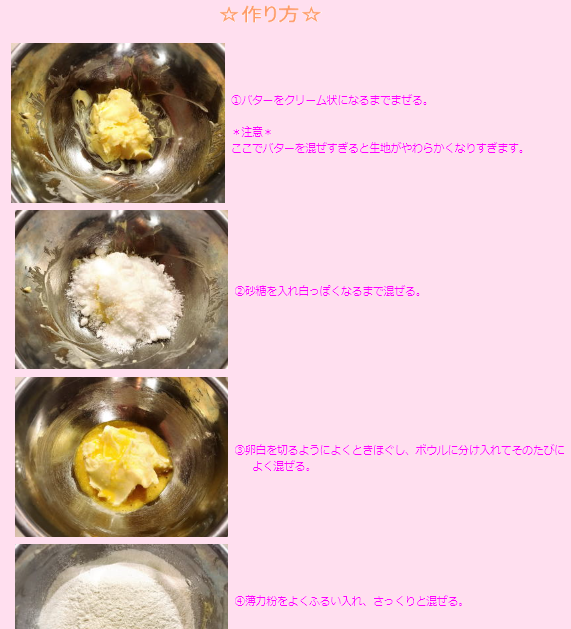 ☆作り方☆
①バターをクリーム状になるまでまぜる。
＊注意＊
ここでバターを混ぜすぎると生地がやわらかくなりすぎます。
②砂糖を入れ白っぽくなるまで混ぜる。
③卵白を切るようによくときほぐし、ボウルに分け入れてそのたびに
よく混ぜる。
④薄力粉をよくふるい入れ、さっくりと混ぜる。